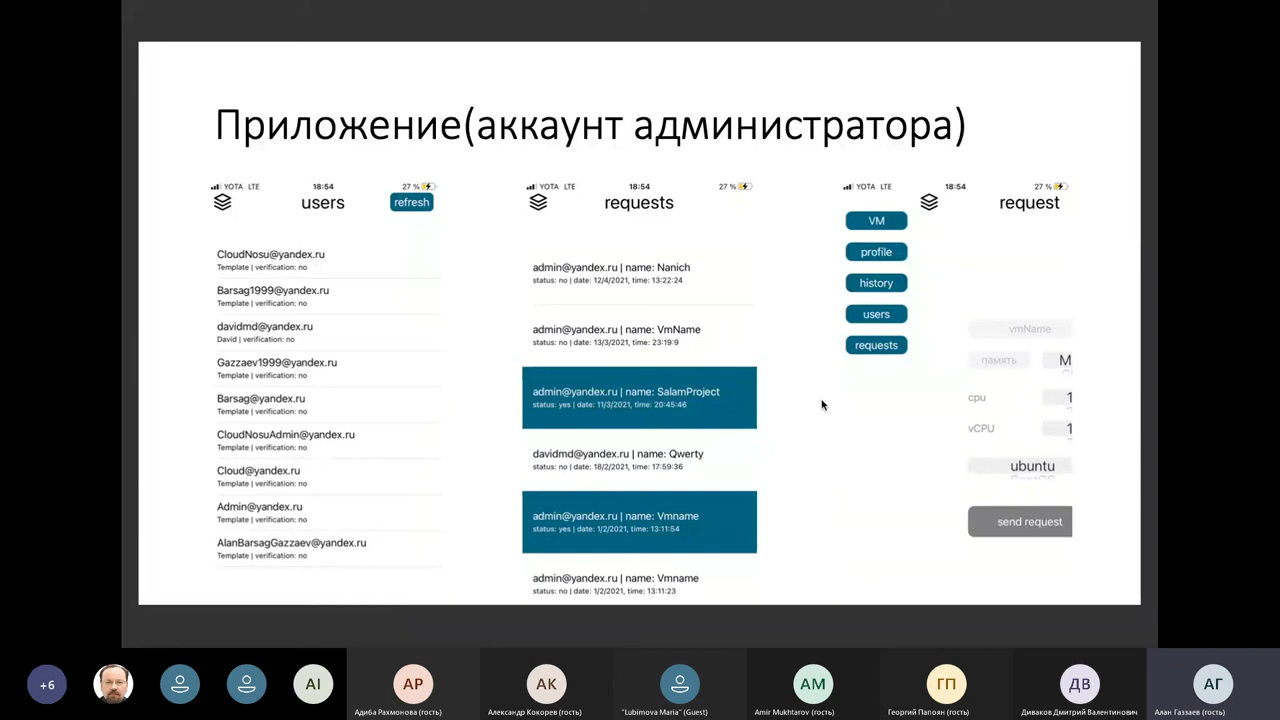 Приложение(аккаунт администратора)
YOTA LTE 18:54 27 %
users
refresh
CloudNosu@yandex.ru
Template | verification: no
Barsag1999@yandex.ru
Template | verification: no
davidmd@yandex.ru
David | verification: no
Gazzaev1999@yandex.ru
Template | verification: no
Barsag@yandex.ru
Template | verification: no
CloudNosuAdmin@yandex.ru
Template | verification: no
Cloud@yandex.ru
Template | verification: no
Admin@yandex.ru
Template | verification: no
AlanBarsagGazzaev@yandex.ru
Template | verification: no
YOTA LTE 18:54 27 %
requests
admin@yandex.ru | name: Nanich
status: no | date: 12/4/2021, time: 13:22:24
admin@yandex.ru | name: VmName
status: no | date: 13/3/2021, time: 23:19:9
admin@yandex.ru | name: SalamProject
status: yes | date: 11/3/2021, time: 20:45:46
davidmd@yandex.ru | name: Qwerty
status: no | date: 18/2/2021, time: 17:59:36
admin@yandex.ru | name: Vmname
status: yes | date: 1/2/2021, time: 13:11:54
admin@yandex.ru | name: Vmname
status: no | date: 1/2/2021, time: 13:11:23
YOTA LTE 18:54 27 %
request
VM
profile
history
users
requests
vmName
память M
cpu 1
vCPU 1
ubuntu
send request
+6
AI
АР
Адиба Рахмонова (гость)
АК
Александр Кокорев (гость)
"Lubimova Maria" (Guest)
AM
Amir Mukhtarov (гость)
ГП
Георгий Папоян (гость)
ДВ
Диваков Дмитрий Валентинович
АГ
Алан Газзаев (гость)